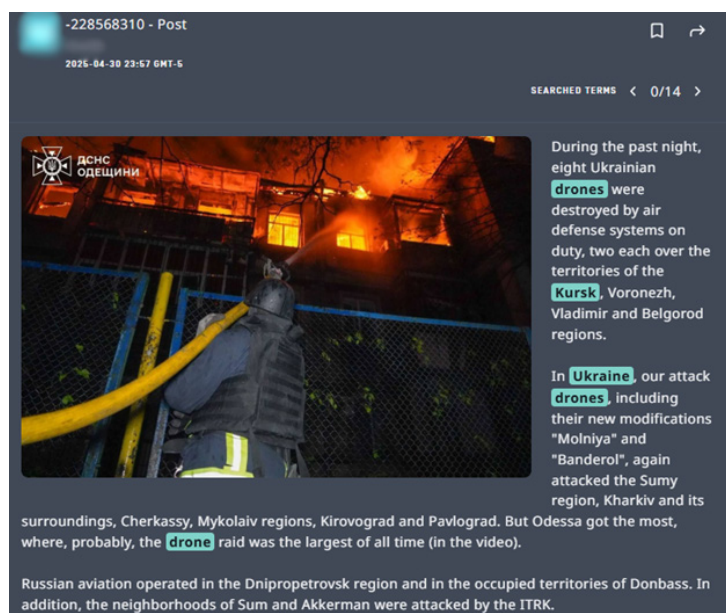 -228568310 - Post
2025-04-30 23:57 GMT-5
SEARCHED TERMS < 0/14 >
ДСНС
ОДЕЩИНИ
During the past night,
eight Ukrainian
drones were
destroyed by air
defense systems on
duty, two each over the
territories of the
Kursk, Voronezh,
Vladimir and Belgorod
regions.
In Ukraine, our attack
drones, including
their new modifications
"Molniya" and
"Banderol", again
attacked the Sumy
region, Kharkiv and its
surroundings, Cherkassy, Mykolaiv regions, Kirovograd and Pavlograd. But Odessa got the most,
where, probably, the drone raid was the largest of all time (in the video).
Russian aviation operated in the Dnipropetrovsk region and in the occupied territories of Donbass. In
addition, the neighborhoods of Sum and Akkerman were attacked by the ITRK.